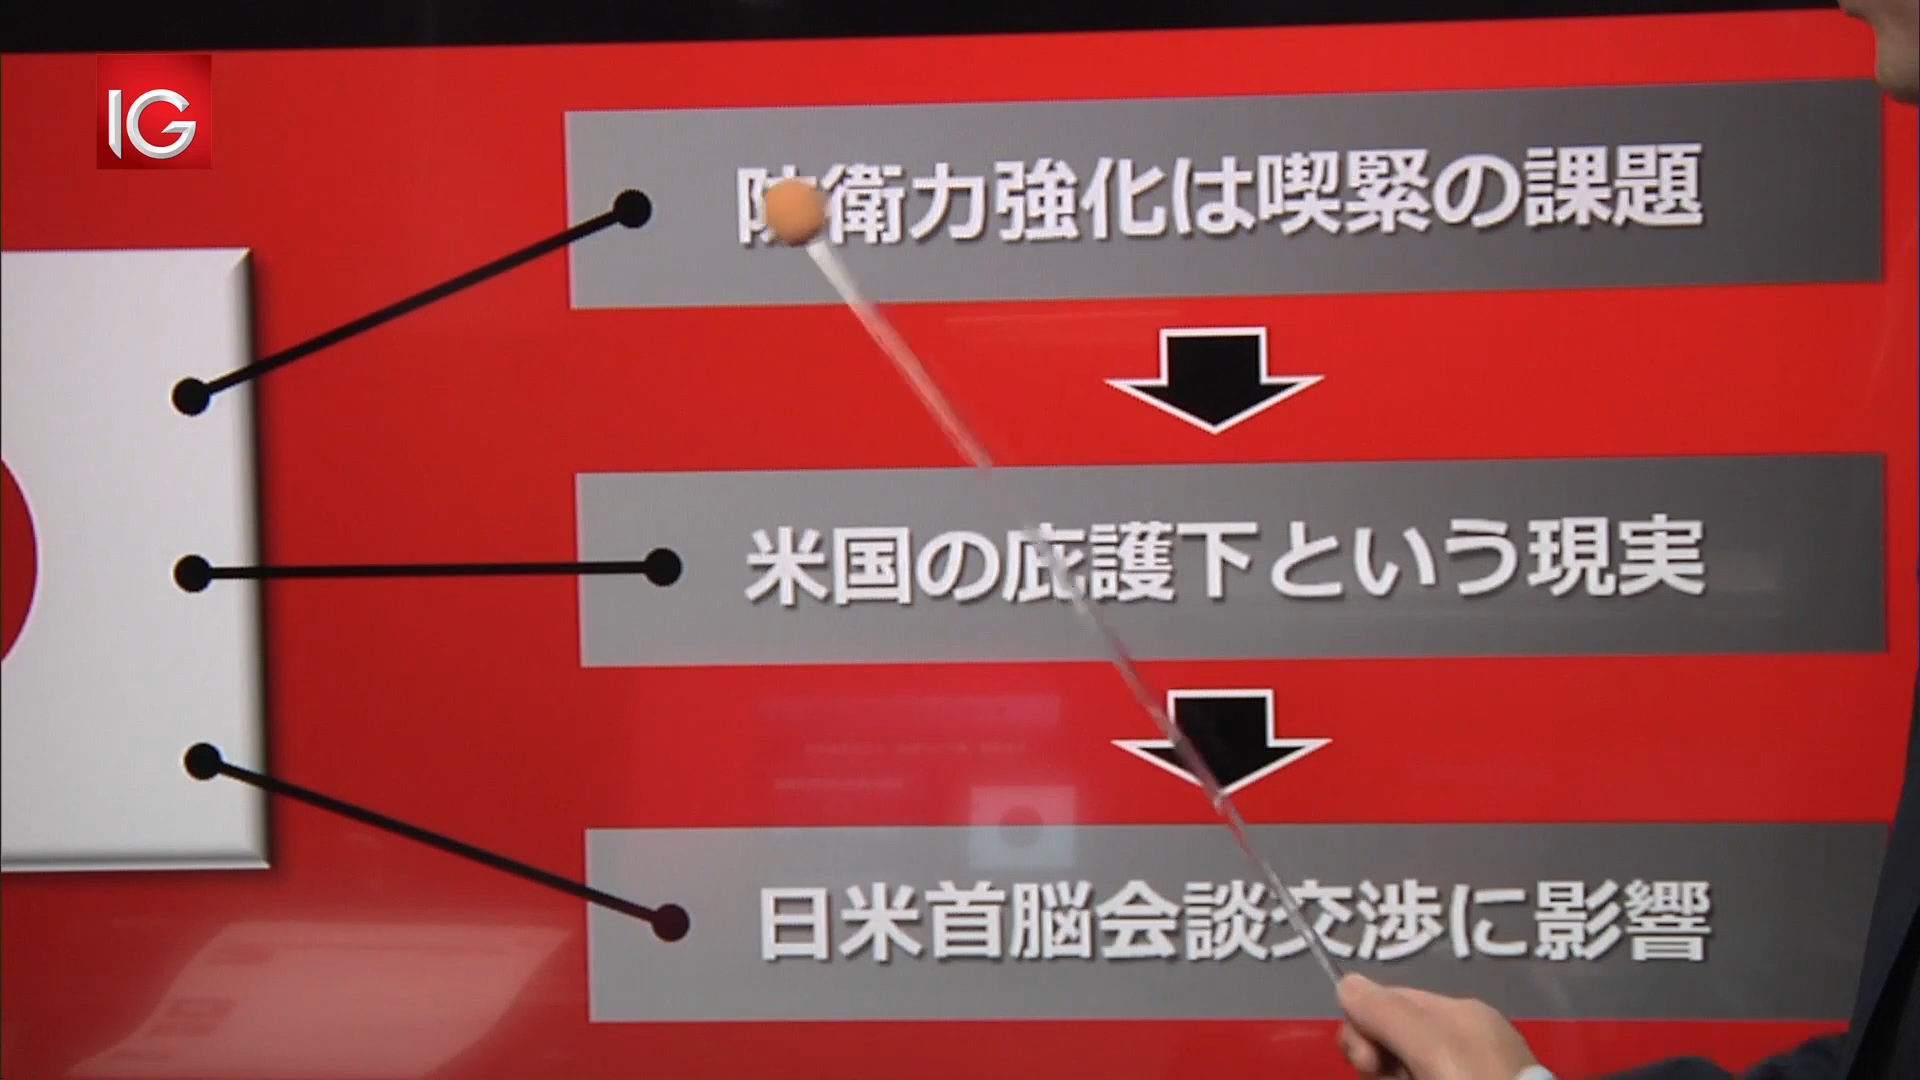 IG
防衛力強化は喫緊の課題
米国の庇護下という現実
日米首脳会談交渉に影響